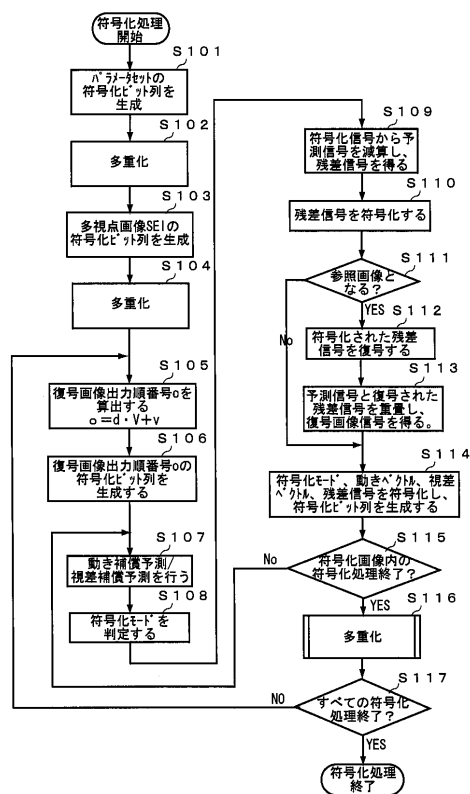 符号化処理
開始
S101
パラメータセットの
符号化ビット列を
生成
S102
多重化
S103
多視点画像SEIの
符号化ビット列を生成
S104
多重化
S105
復号画像出力順番号oを
算出する
o=d・V+v
S106
復号画像出力順番号oの
符号化ビット列を
生成する
S107
動き補償予測/
視差補償予測を行う
S108
符号化モードを
判定する
S109
符号化信号から予
測信号を減算し、
残差信号を得る
S110
残差信号を符号化する
S111
参照画像と
なる?
YES
No
S112
符号化された残差
信号を復号する
S113
予測信号と復号された
残差信号を重畳し、
復号画像信号を得る。
S114
符号化モード、動きベクトル、視差
ベクトル、残差信号を符号化し、
符号化ビット列を生成する
S115
符号化画像内の
符号化処理終了?
No
YES
S116
多重化
S117
すべての符号化
処理終了?
NO
YES
符号化処理
終了